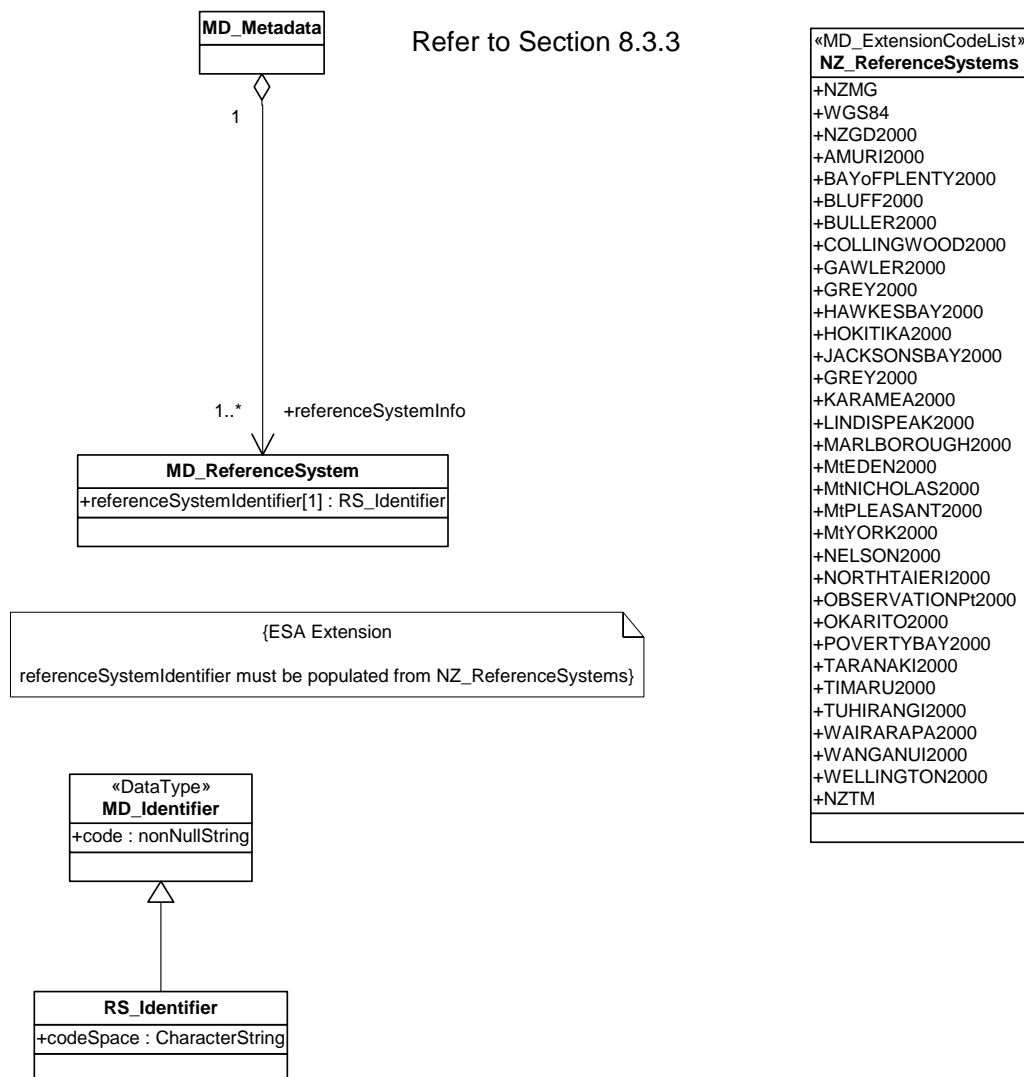 MD_Metadata
Refer to Section 8.3.3
1
1..*
+referenceSystemInfo
MD_ReferenceSystem
+referenceSystemIdentifier[1] : RS_Identifier
{ESA Extension
referenceSystemIdentifier must be populated from NZ_ReferenceSystems}
«DataType»
MD_Identifier
+code : nonNullString
RS_Identifier
+codeSpace : CharacterString
«MD_ExtensionCodeList»
NZ_ReferenceSystems
+NZMG
+WGS84
+NZGD2000
+AMURI2000
+BAYoFPLENTY2000
+BLUFF2000
+BULLER2000
+COLLINGWOOD2000
+GAWLER2000
+GREY2000
+HAWKESBAY2000
+HOKITIKA2000
+JACKSONSBAY2000
+GREY2000
+KARAMEA2000
+LINDISPEAK2000
+MARLBOROUGH2000
+MtEDEN2000
+MtNICHOLAS2000
+MtPLEASANT2000
+MtYORK2000
+NELSON2000
+NORTHTAIERI2000
+OBSERVATIONPt2000
+OKARITO2000
+POVERTYBAY2000
+TARANAKI2000
+TIMARU2000
+TUHIRANGI2000
+WAIRARAPA2000
+WANGANUI2000
+WELLINGTON2000
+NZTM